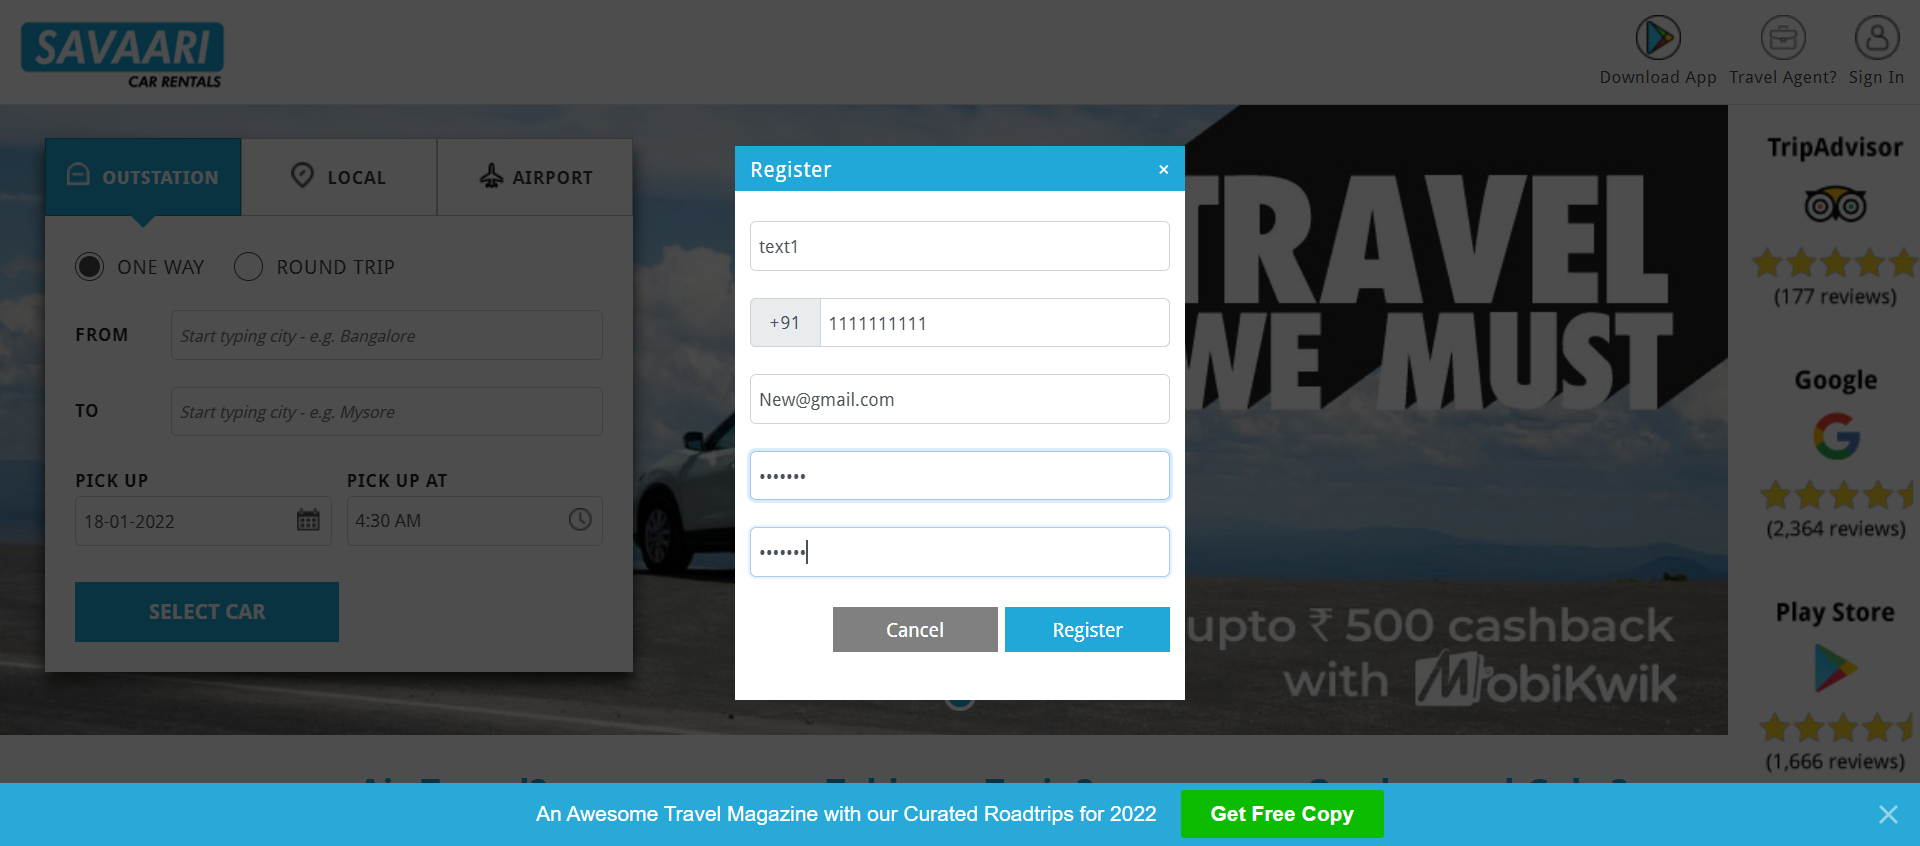 SAVAARI
CAR RENTALS
Download App
Travel Agent?
Sign In
OUTSTATION
LOCAL
AIRPORT
ONE WAY
ROUND TRIP
FROM
Start typing city - e.g. Bangalore
TO
Start typing city - e.g. Mysore
PICK UP
PICK UP AT
18-01-2022
4:30 AM
SELECT CAR
Register
×
text1
+91
1111111111
New@gmail.com
•••••••
•••••••
Cancel
Register
TRAVEL
WE MUST
upto ₹ 500 cashback
with MobiKwik
TripAdvisor
(177 reviews)
Google
(2,364 reviews)
Play Store
(1,666 reviews)
An Awesome Travel Magazine with our Curated Roadtrips for 2022
Get Free Copy